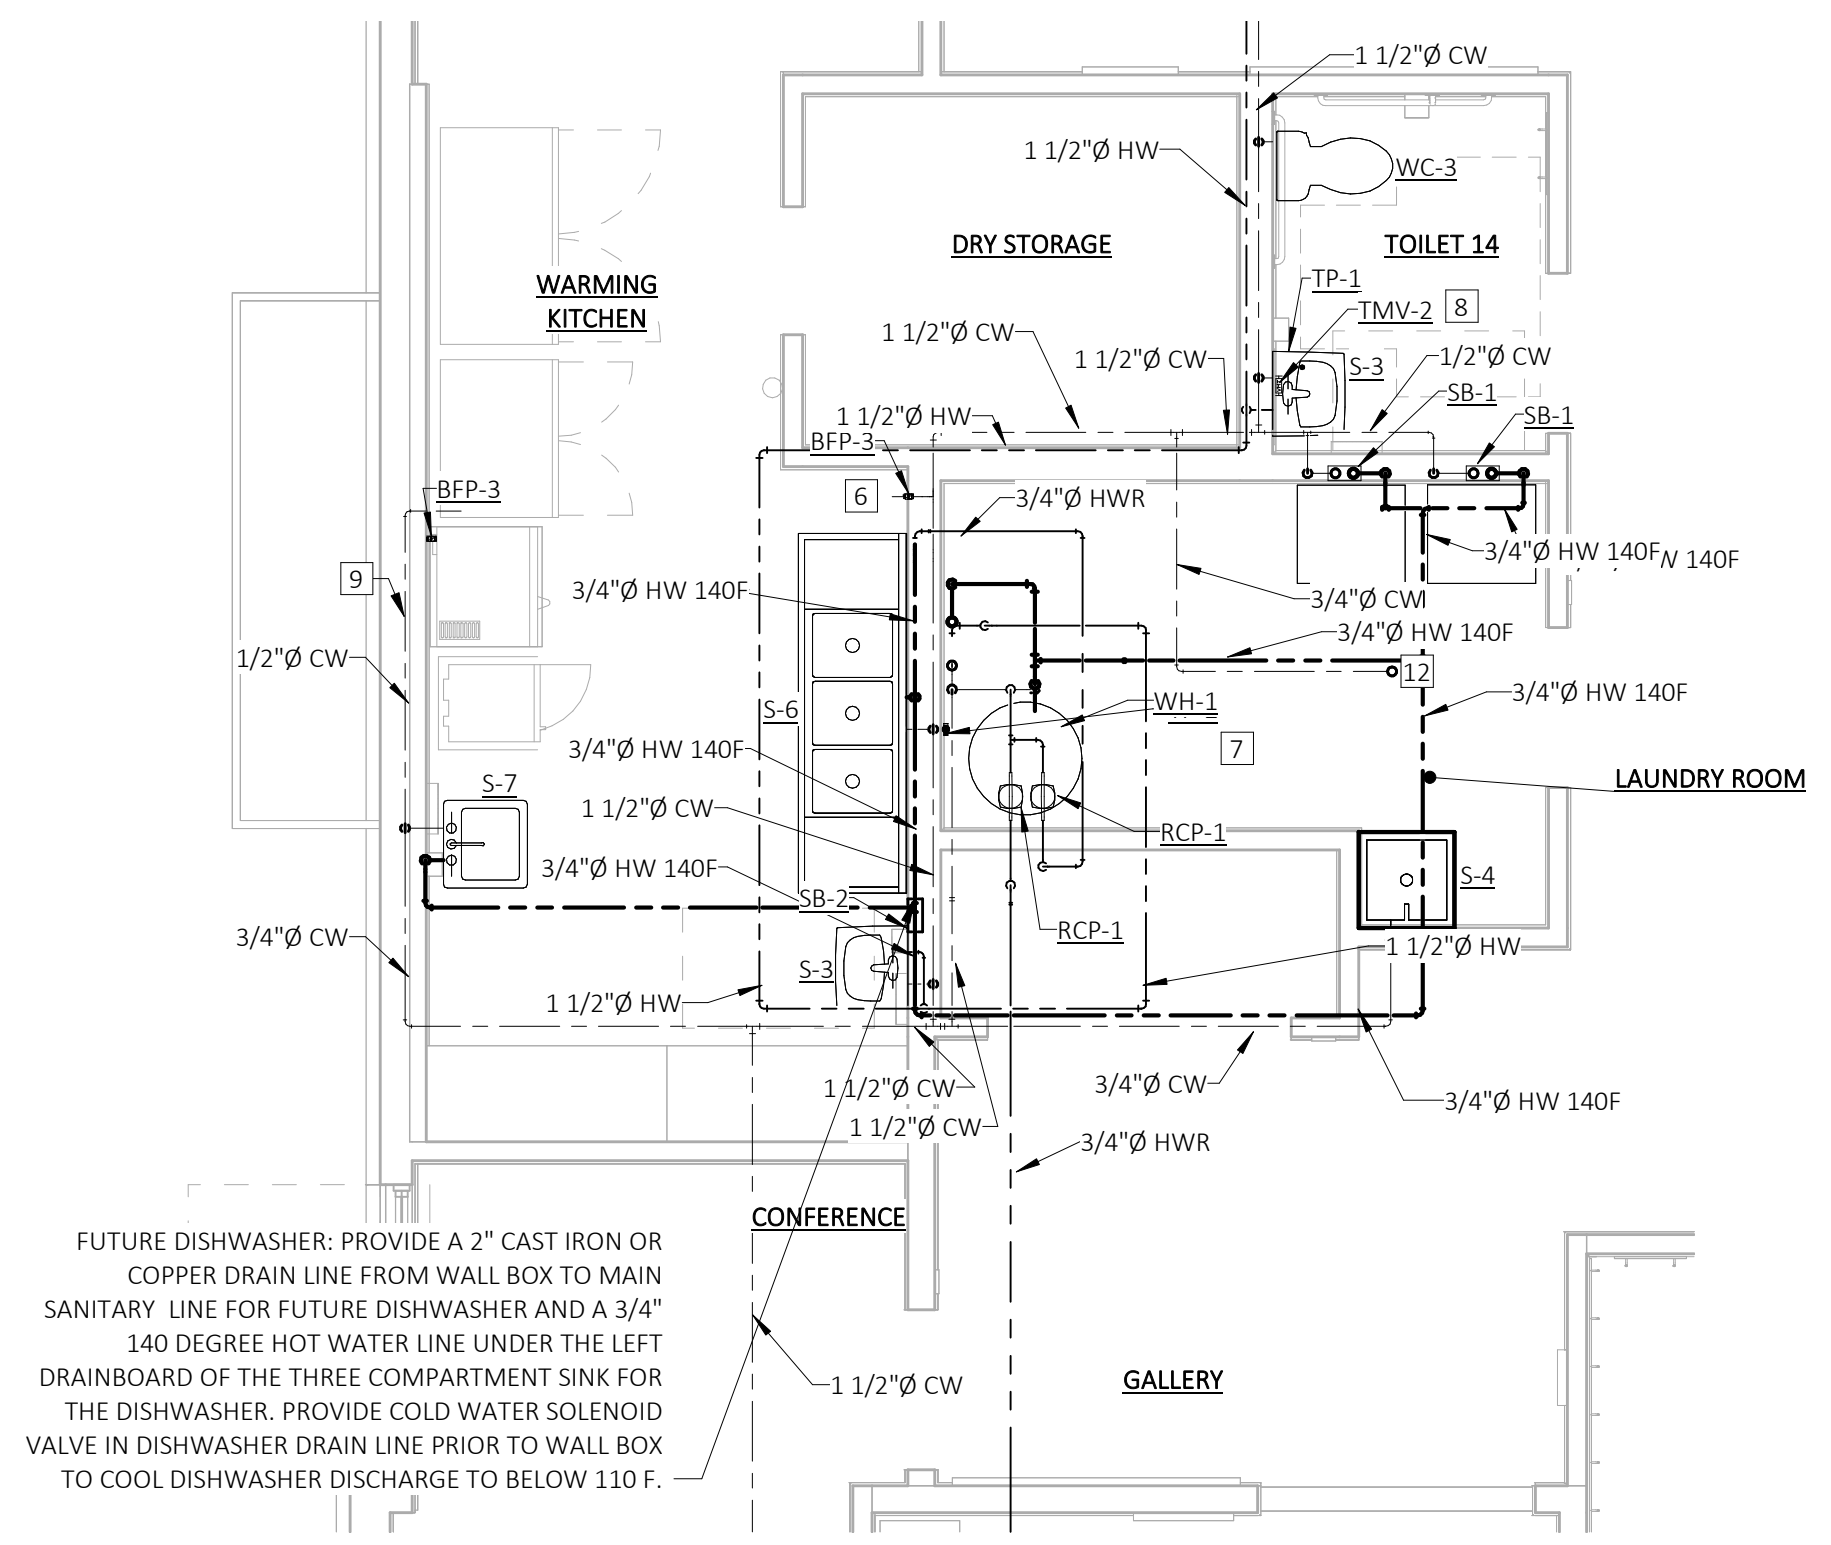 1 1/2"Ø CW
1 1/2"Ø HW
WC-3
DRY STORAGE
TOILET 14
WARMING
KITCHEN
TP-1
TMV-2
8
1 1/2"Ø CW
1 1/2"Ø CW
1/2"Ø CW
S-3
SB-1
SB-1
1 1/2"Ø HW
BFP-3
BFP-3
6
3/4"Ø HWR
3/4"Ø HW 140F
W 140F
9
3/4"Ø HW 140F
3/4"Ø CW
3/4"Ø HW 140F
1/2"Ø CW
12
3/4"Ø HW 140F
S-6
WH-1
7
3/4"Ø HW 140F
S-7
LAUNDRY ROOM
1 1/2"Ø CW
RCP-1
3/4"Ø HW 140F
S-4
SB-2
3/4"Ø CW
RCP-1
1 1/2"Ø HW
S-3
1 1/2"Ø HW
1 1/2"Ø CW
3/4"Ø CW
3/4"Ø HW 140F
1 1/2"Ø CW
3/4"Ø HWR
CONFERENCE
FUTURE DISHWASHER: PROVIDE A 2" CAST IRON OR
COPPER DRAIN LINE FROM WALL BOX TO MAIN
SANITARY LINE FOR FUTURE DISHWASHER AND A 3/4"
140 DEGREE HOT WATER LINE UNDER THE LEFT
DRAINBOARD OF THE THREE COMPARTMENT SINK FOR
THE DISHWASHER. PROVIDE COLD WATER SOLENOID
VALVE IN DISHWASHER DRAIN LINE PRIOR TO WALL BOX
TO COOL DISHWASHER DISCHARGE TO BELOW 110 F.
1 1/2"Ø CW
GALLERY